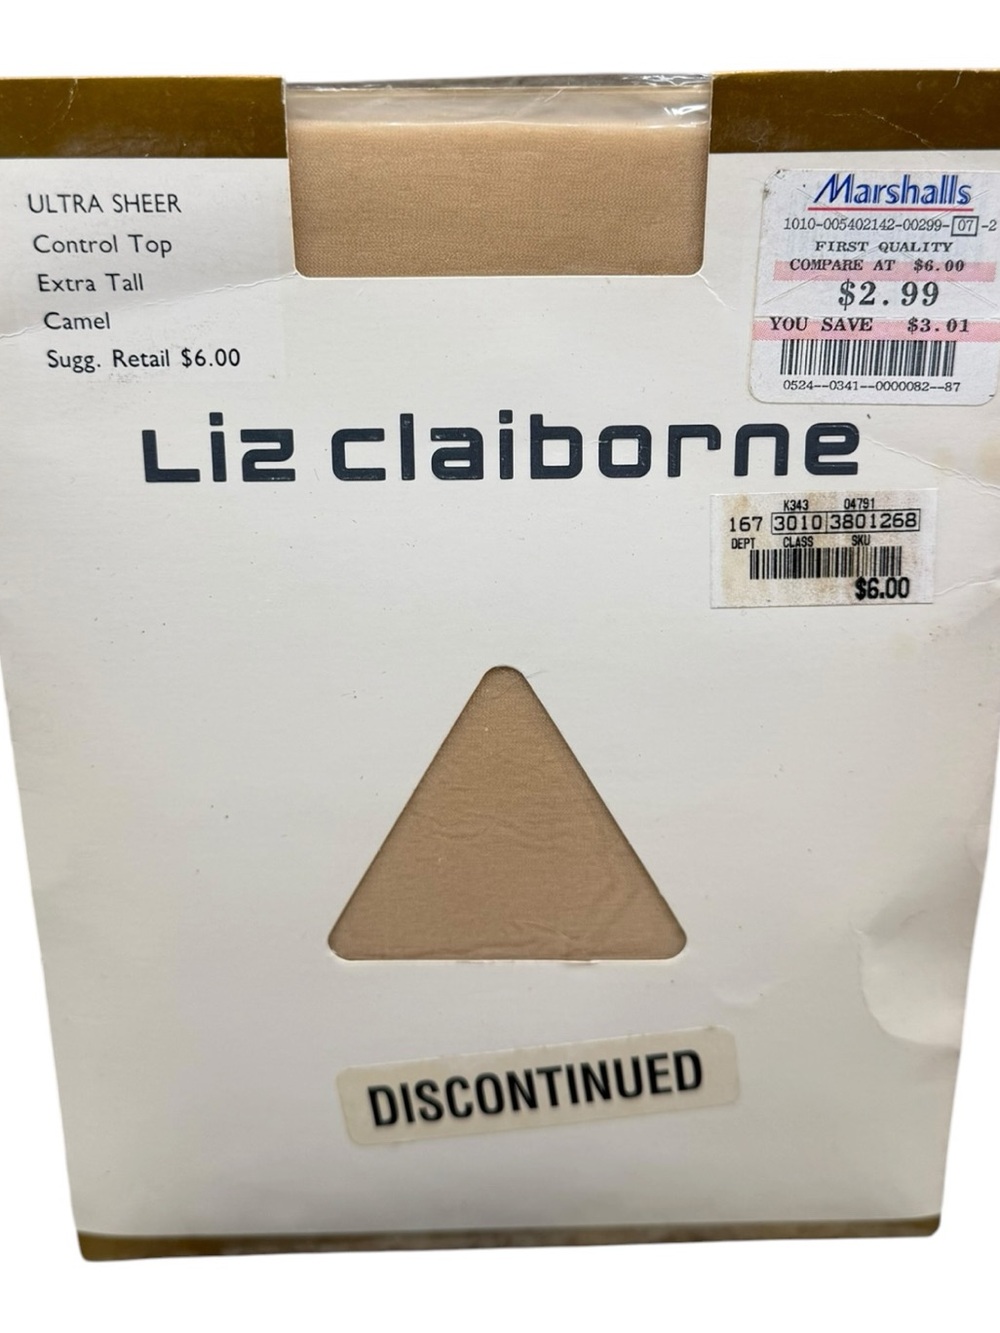 ULTRA SHEER
Control Top
Extra Tall
Camel
Sugg. Retail $6.00
Marshalls
1010-005402142-00299-07-2
FIRST QUALITY
COMPARE AT $6.00
$2.99
YOU SAVE $3.01
0524--0341--0000082--87
Liz claiborne
K343 04791
167 3010 3801268
DEPT CLASS SKU
$6.00
DISCONTINUED